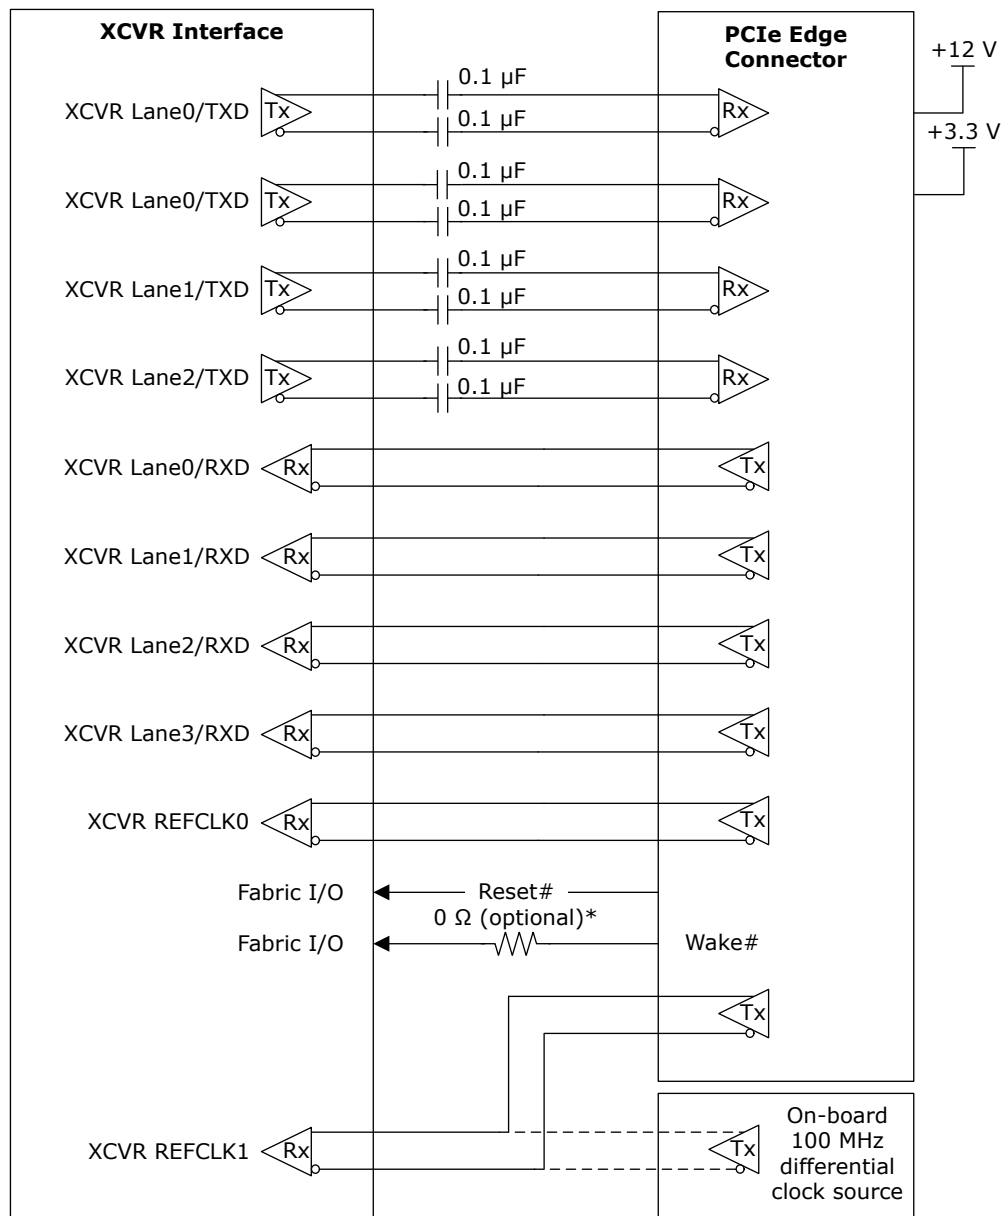 XCVR Interface
PCIe Edge
Connector
+12 V
+3.3 V
XCVR Lane0/TXD
Tx
0.1 µF
0.1 µF
Rx
XCVR Lane0/TXD
Tx
0.1 µF
0.1 µF
Rx
XCVR Lane1/TXD
Tx
0.1 µF
0.1 µF
Rx
XCVR Lane2/TXD
Tx
0.1 µF
0.1 µF
Rx
XCVR Lane0/RXD
Rx
Tx
XCVR Lane1/RXD
Rx
Tx
XCVR Lane2/RXD
Rx
Tx
XCVR Lane3/RXD
Rx
Tx
XCVR REFCLK0
Rx
Tx
Fabric I/O
Reset#
0 Ω (optional)*
Fabric I/O
Wake#
Tx
XCVR REFCLK1
Rx
Tx
On-board
100 MHz
differential
clock source